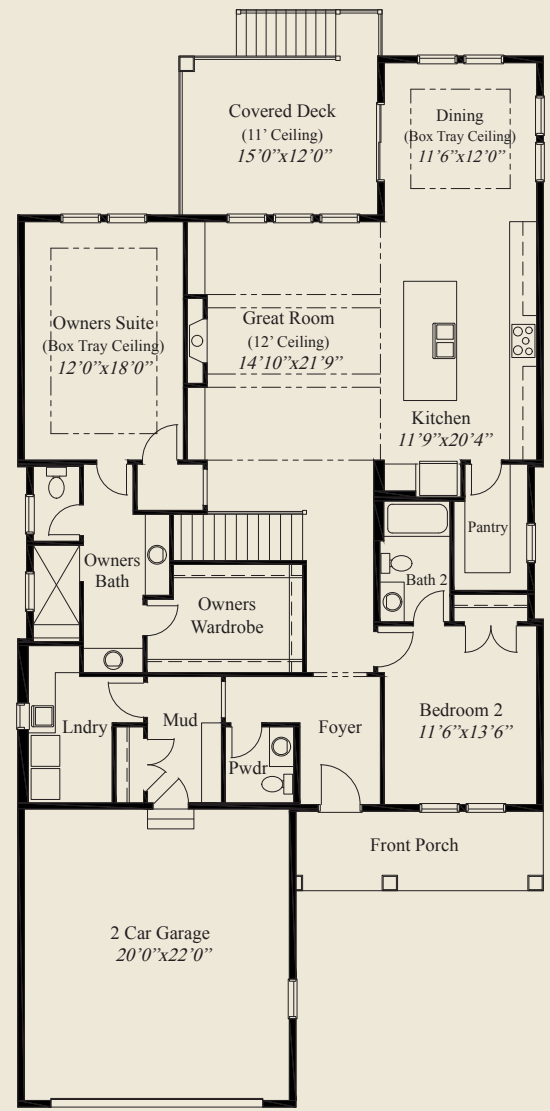 Covered Deck
(11’ Ceiling)
15’0”x12’0”
Dining
(Box Tray Ceiling)
11’6”x12’0”
Owners Suite
(Box Tray Ceiling)
12’0”x18’0”
Great Room
(12’ Ceiling)
14’10”x21’9”
Kitchen
11’9”x20’4”
Pantry
Owners
Bath
Bath 2
Owners
Wardrobe
Lndry
Mud
Foyer
Bedroom 2
11’6”x13’6”
Pwdr
Front Porch
2 Car Garage
20’0”x22’0”